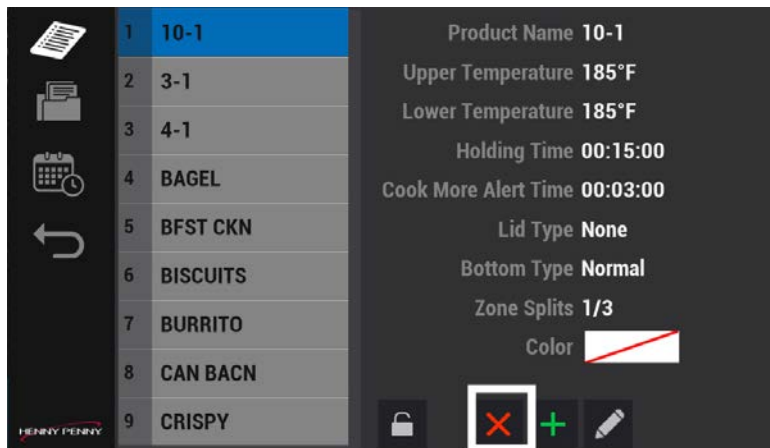 1 10-1
2 3-1
3 4-1
4 BAGEL
5 BFST CKN
6 BISCUITS
7 BURRITO
8 CAN BACN
9 CRISPY
HENNY PENNY
Product Name 10-1
Upper Temperature 185°F
Lower Temperature 185°F
Holding Time 00:15:00
Cook More Alert Time 00:03:00
Lid Type None
Bottom Type Normal
Zone Splits 1/3
Color